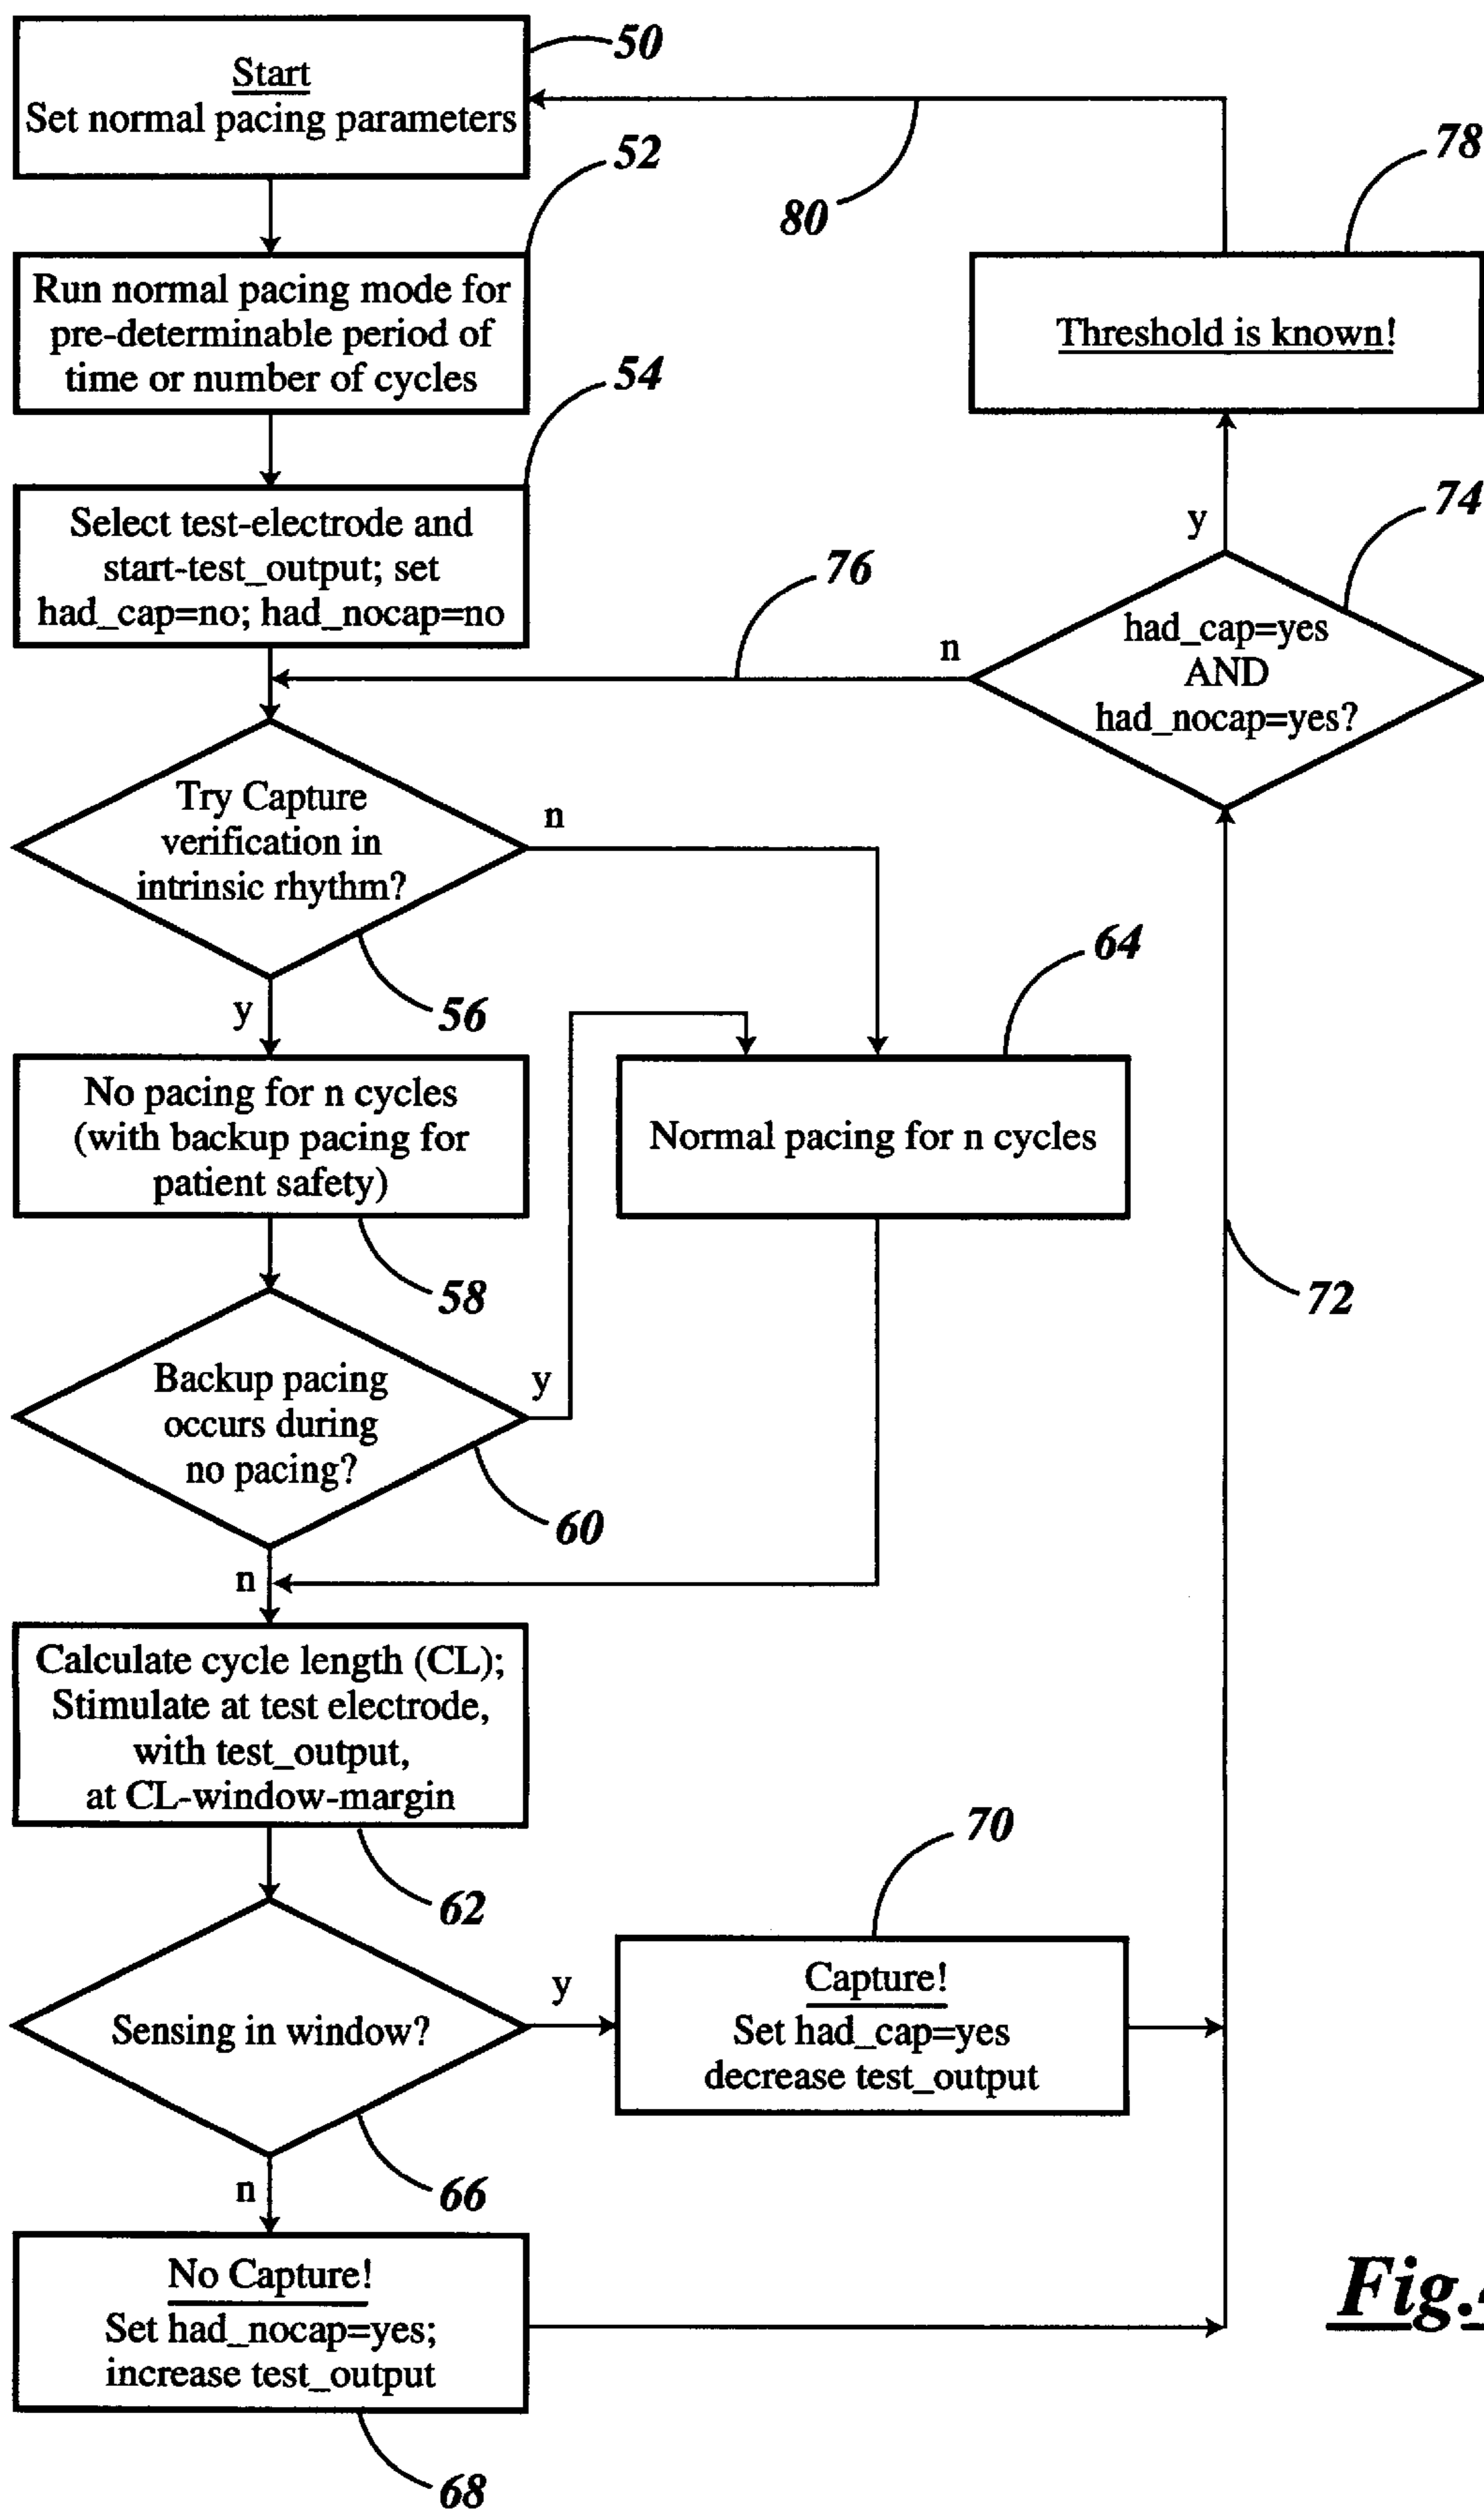 Start
Set normal pacing parameters
50
80
52
78
Run normal pacing mode for
pre-determinable period of
time or number of cycles
Threshold is known!
54
Select test-electrode and
start-test_output; set
had_cap=no; had_nocap=no
y
74
76
n
had_cap=yes
AND
had_nocap=yes?
Try Capture
verification in
intrinsic rhythm?
n
y
56
64
No pacing for n cycles
(with backup pacing for
patient safety)
58
Normal pacing for n cycles
72
Backup pacing
occurs during
no pacing?
y
60
n
Calculate cycle length (CL);
Stimulate at test electrode,
with test_output,
at CL-window-margin
62
70
Sensing in window?
y
Capture!
Set had_cap=yes
decrease test_output
n
66
No Capture!
Set had_nocap=yes;
increase test_output
68
Fig.